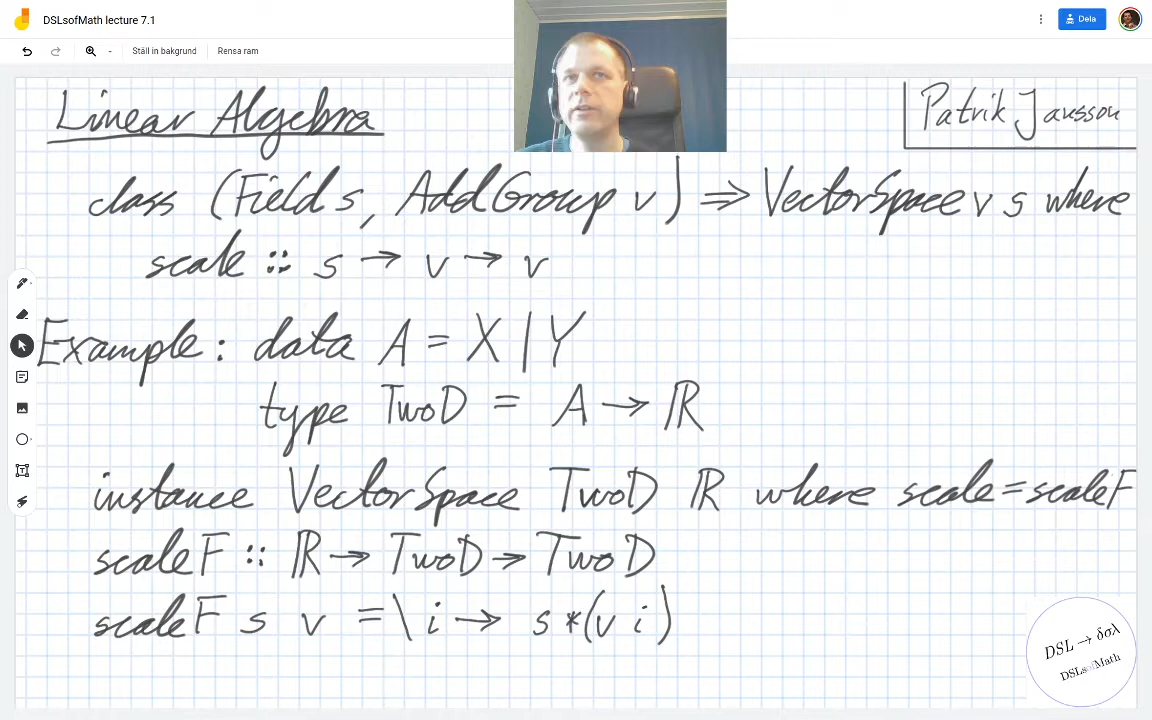 DSLsofMath lecture 7.1
Dela
Ställ in bakgrund Rensa ram
Linear Algebra
Patrik Jansson
class (Field s, AddGroup v) => VectorSpace v s where
scale :: s → v → v
Example: data A = X | Y
type TwoD = A → ℝ
instance VectorSpace TwoD ℝ where scale=scaleF
scaleF :: ℝ → TwoD → TwoD
scaleF s v = \ i → s *(v i)
DSL → δσλ
DSLsofMath